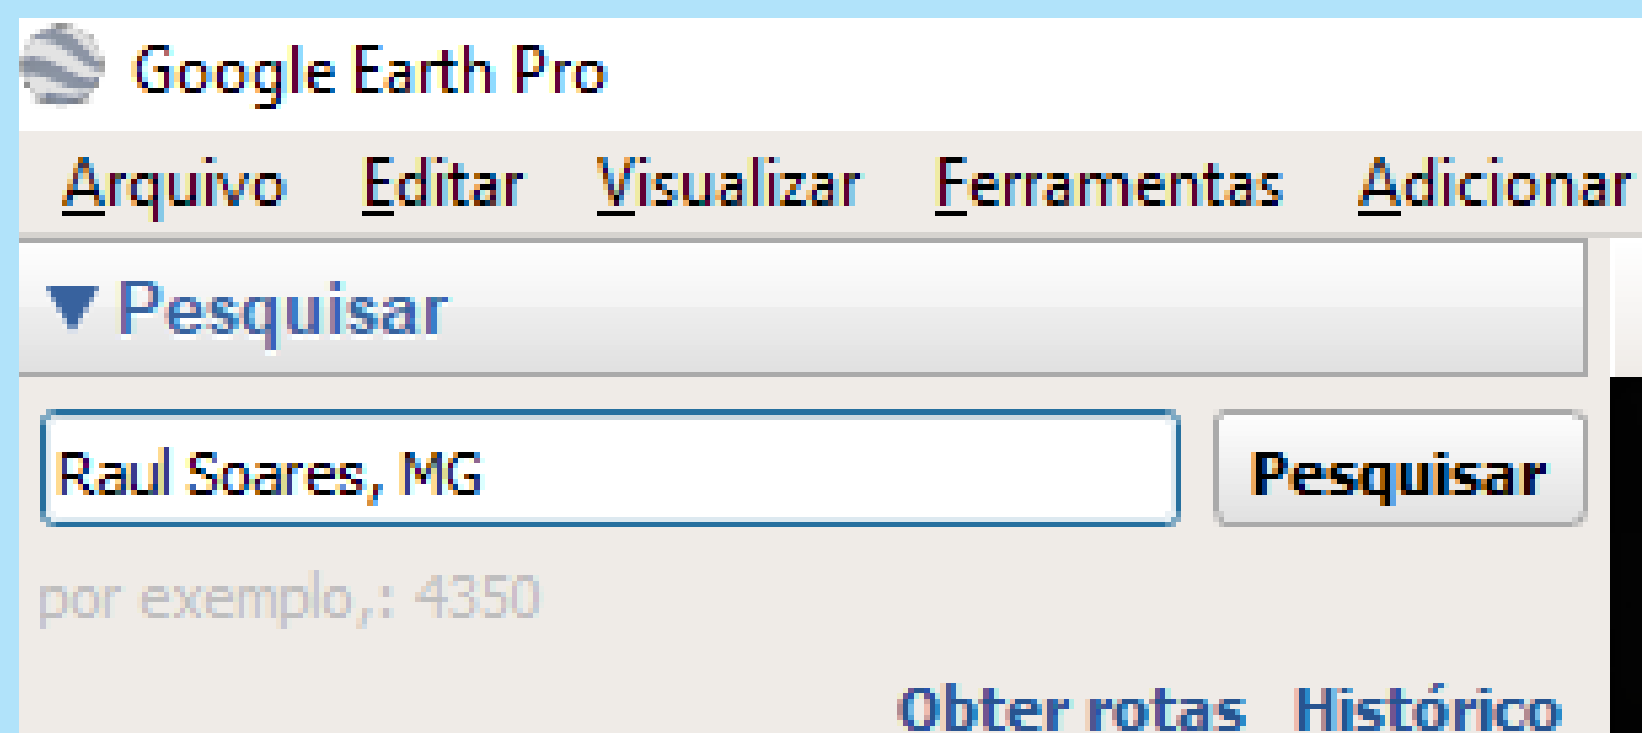 Google Earth Pro
Arquivo Editar Visualizar Ferramentas Adicionar
Pesquisar
Raul Soares, MG Pesquisar
por exemplo,: 4350
Obter rotas Histórico